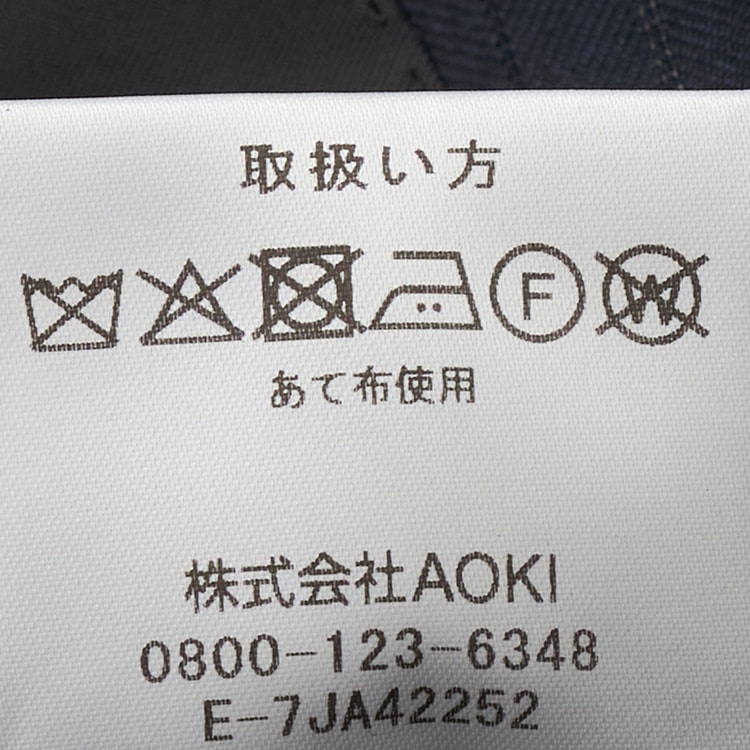 取扱い方
F W
あて布使用
株式会社AOKI
0800-123-6348
E-7JA42252